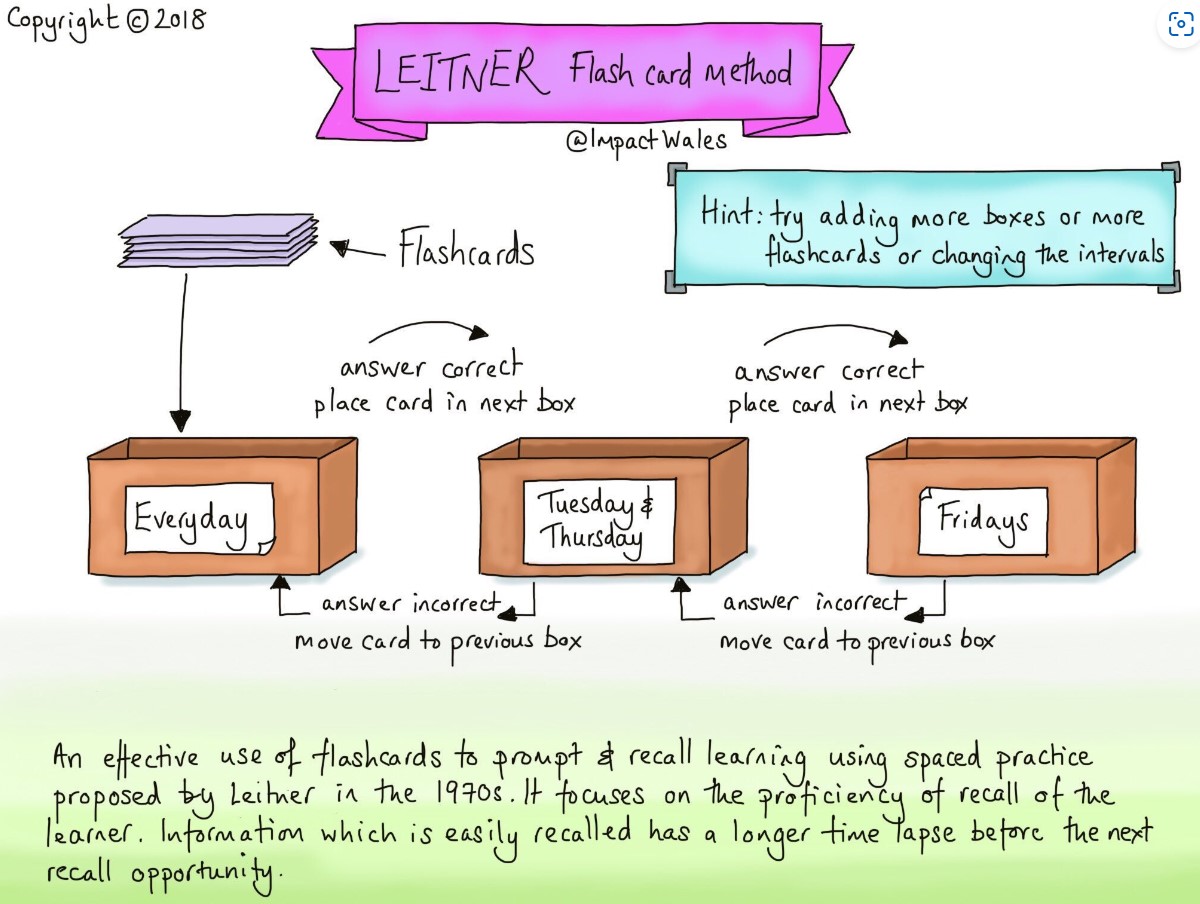 Copyright © 2018
LEITNER Flash card method
@ImpactWales
Hint: try adding more boxes or more
flashcards or changing the intervals
Flashcards
answer correct
place card in next box
answer correct
place card in next box
Everyday
Tuesday &
Thursday
Fridays
answer incorrect
move card to previous box
answer incorrect
move card to previous box
An effective use of flashcards to prompt & recall learning using spaced practice
proposed by Leitner in the 1970s. It focuses on the proficiency of recall of the
learner. Information which is easily recalled has a longer time lapse before the next
recall opportunity.